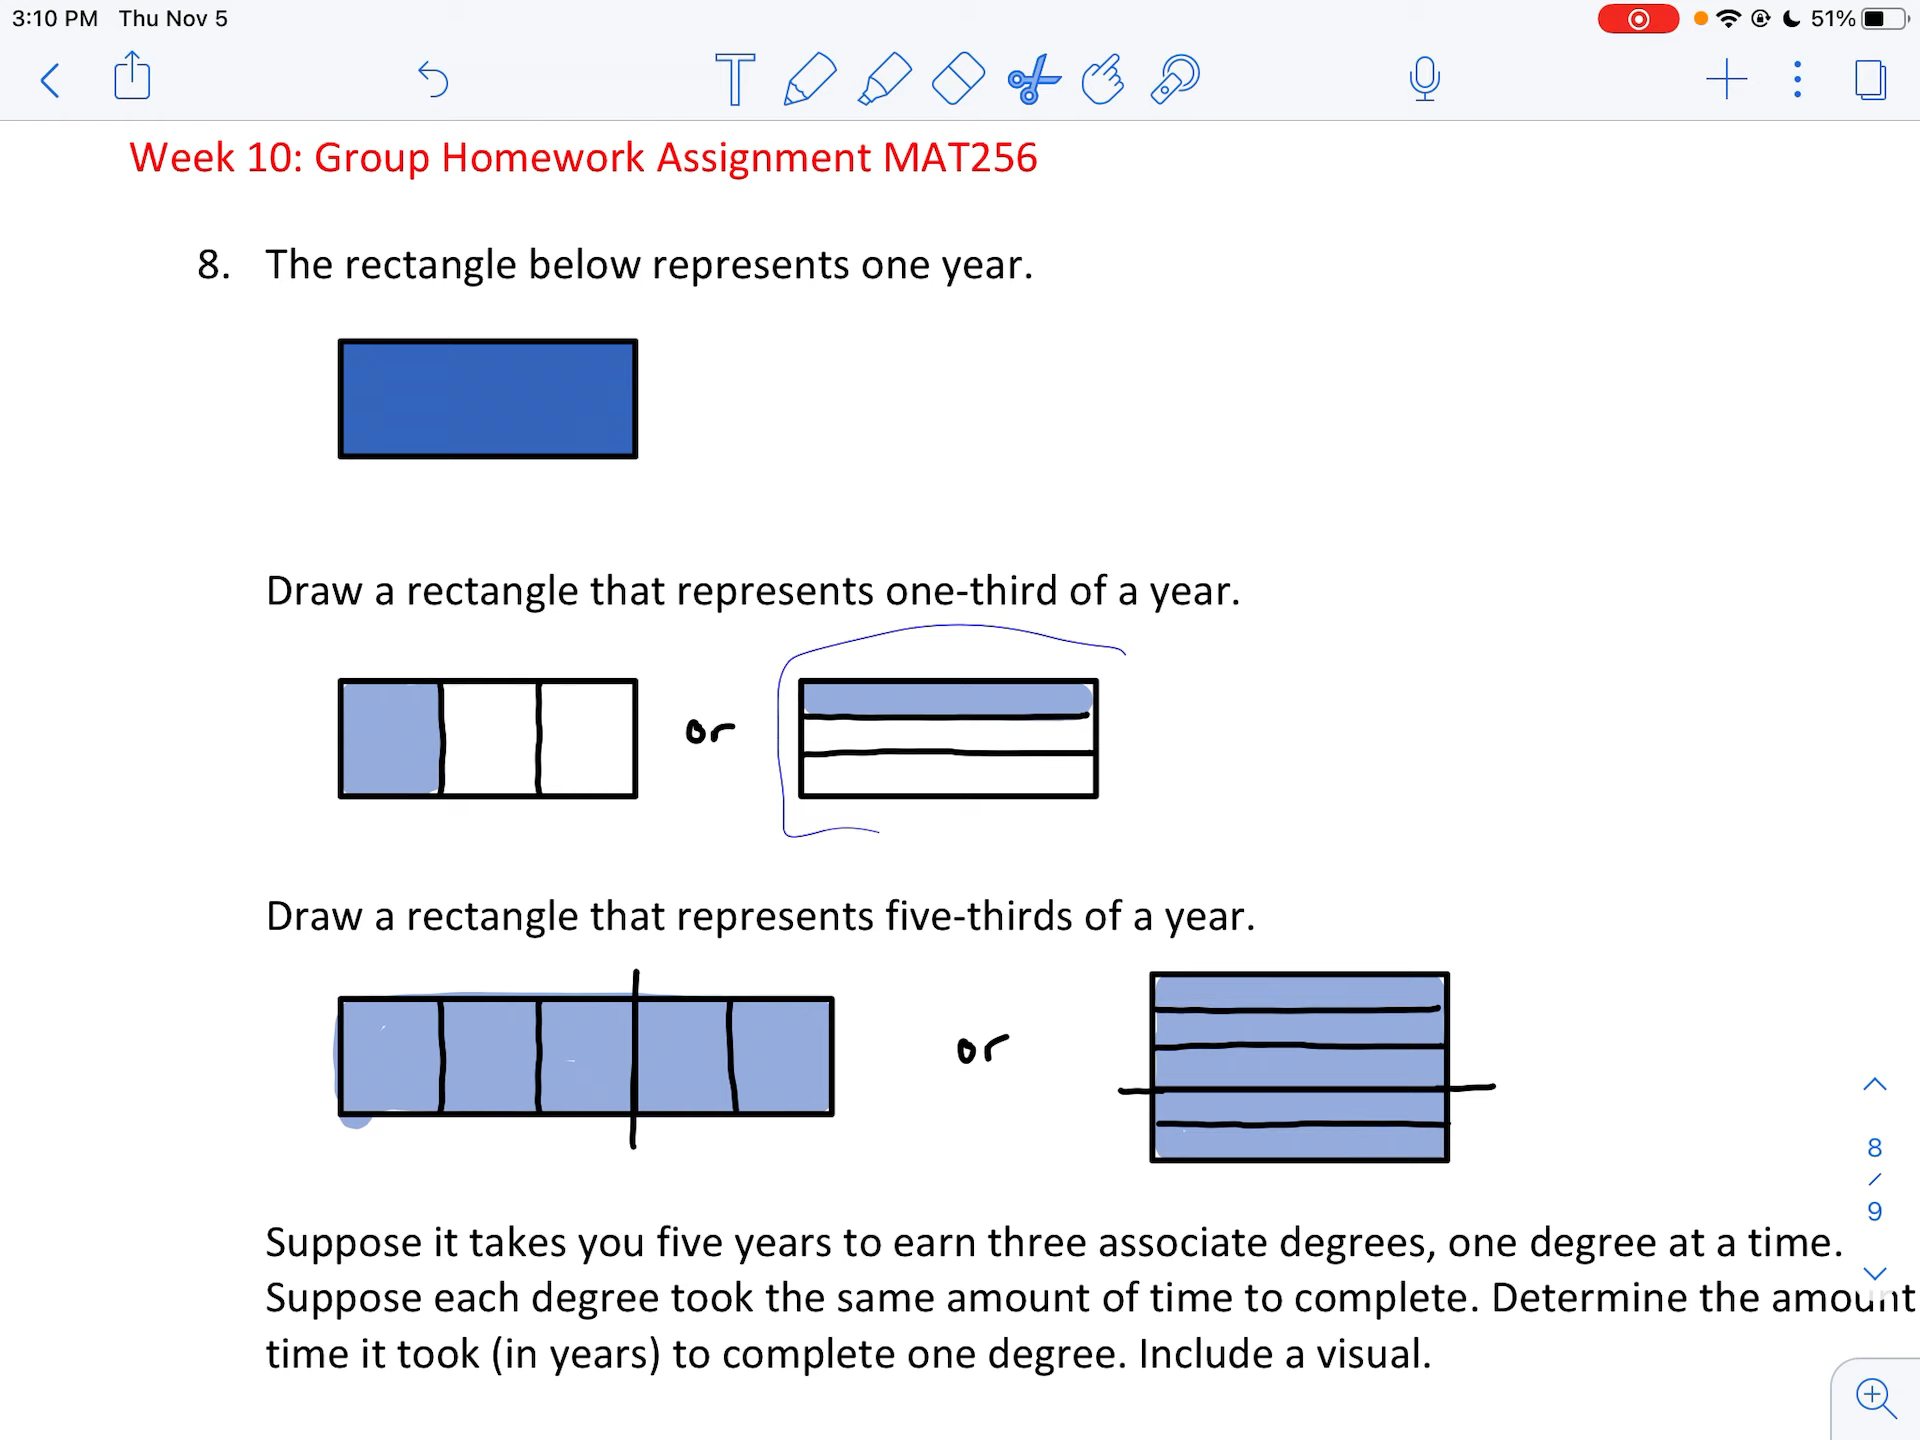 3:10 PM Thu Nov 5
51%
T
Week 10: Group Homework Assignment MAT256
8. The rectangle below represents one year.
Draw a rectangle that represents one-third of a year.
or
Draw a rectangle that represents five-thirds of a year.
or
8
/
9
Suppose it takes you five years to earn three associate degrees, one degree at a time.
Suppose each degree took the same amount of time to complete. Determine the amount
time it took (in years) to complete one degree. Include a visual.